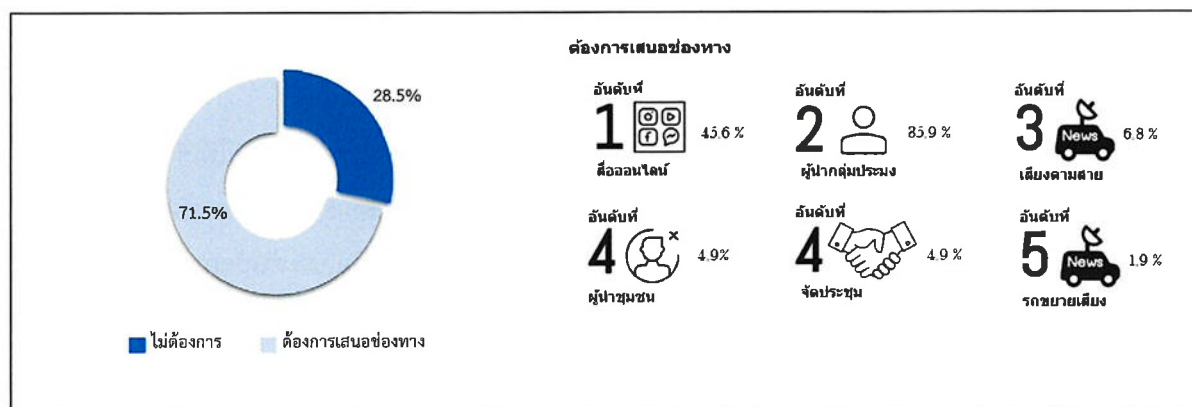 ต้องการเสนอช่องทาง
28.5%
71.5%
อันดับที่
1
45.6 %
สื่อออนไลน์
อันดับที่
2
35.9 %
ผู้นำกลุ่มประมง
อันดับที่
3
News
6.8 %
เสียงตามสาย
อันดับที่
4
4.9%
ผู้นำชุมชน
อันดับที่
4
4.9 %
จัดประชุม
อันดับที่
5
News
1.9 %
รถขยายเสียง
ไม่ต้องการ
ต้องการเสนอช่องทาง